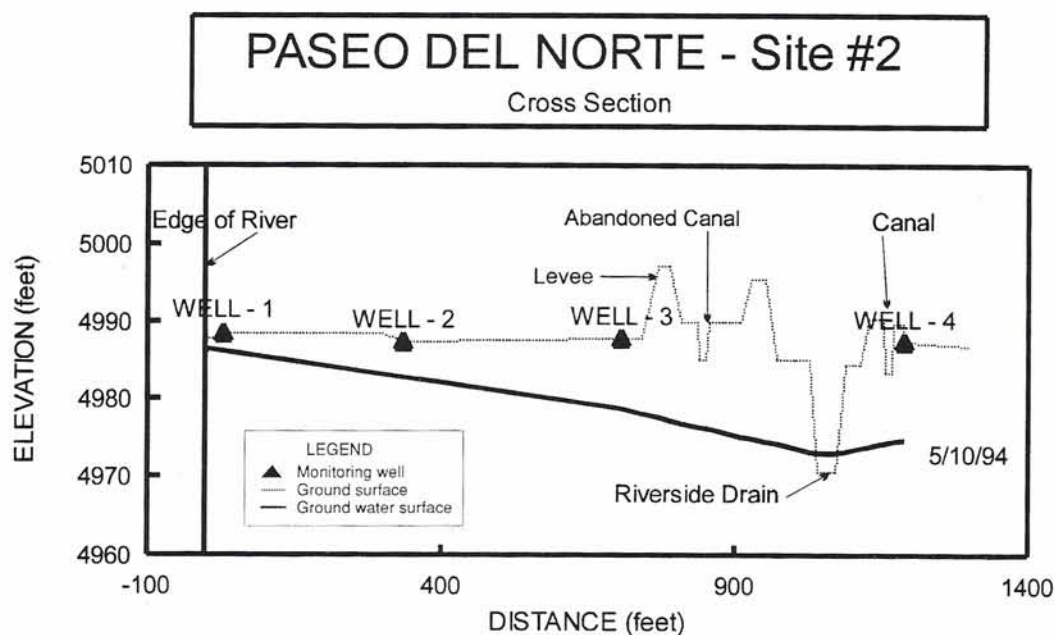 PASEO DEL NORTE - Site #2
Cross Section
5010
5000
4990
4980
4970
4960
ELEVATION (feet)
Edge of River
Abandoned Canal
Canal
Levee
WELL - 1
WELL - 2
WELL - 3
WELL - 4
LEGEND
Monitoring well
Ground surface
Ground water surface
5/10/94
Riverside Drain
-100
400
900
1400
DISTANCE (feet)